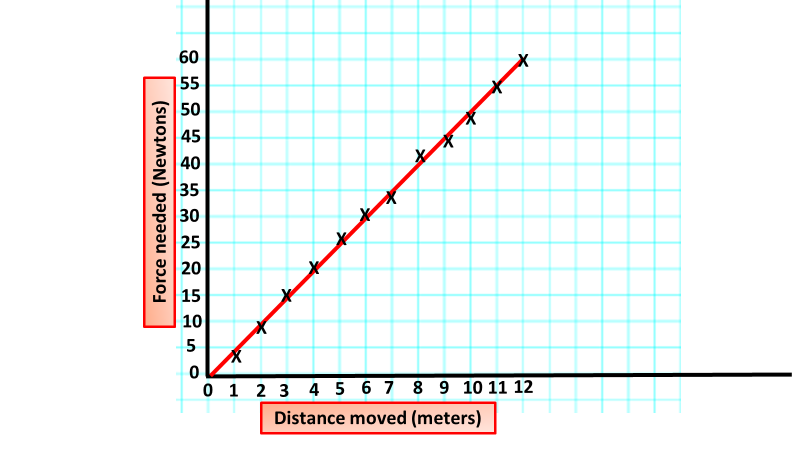 Force needed (Newtons)
60
55
50
45
40
35
30
25
20
15
10
5
0
0 1 2 3 4 5 6 7 8 9 10 11 12
Distance moved (meters)
X
X
X
X
X
X
X
X
X
X
X
X